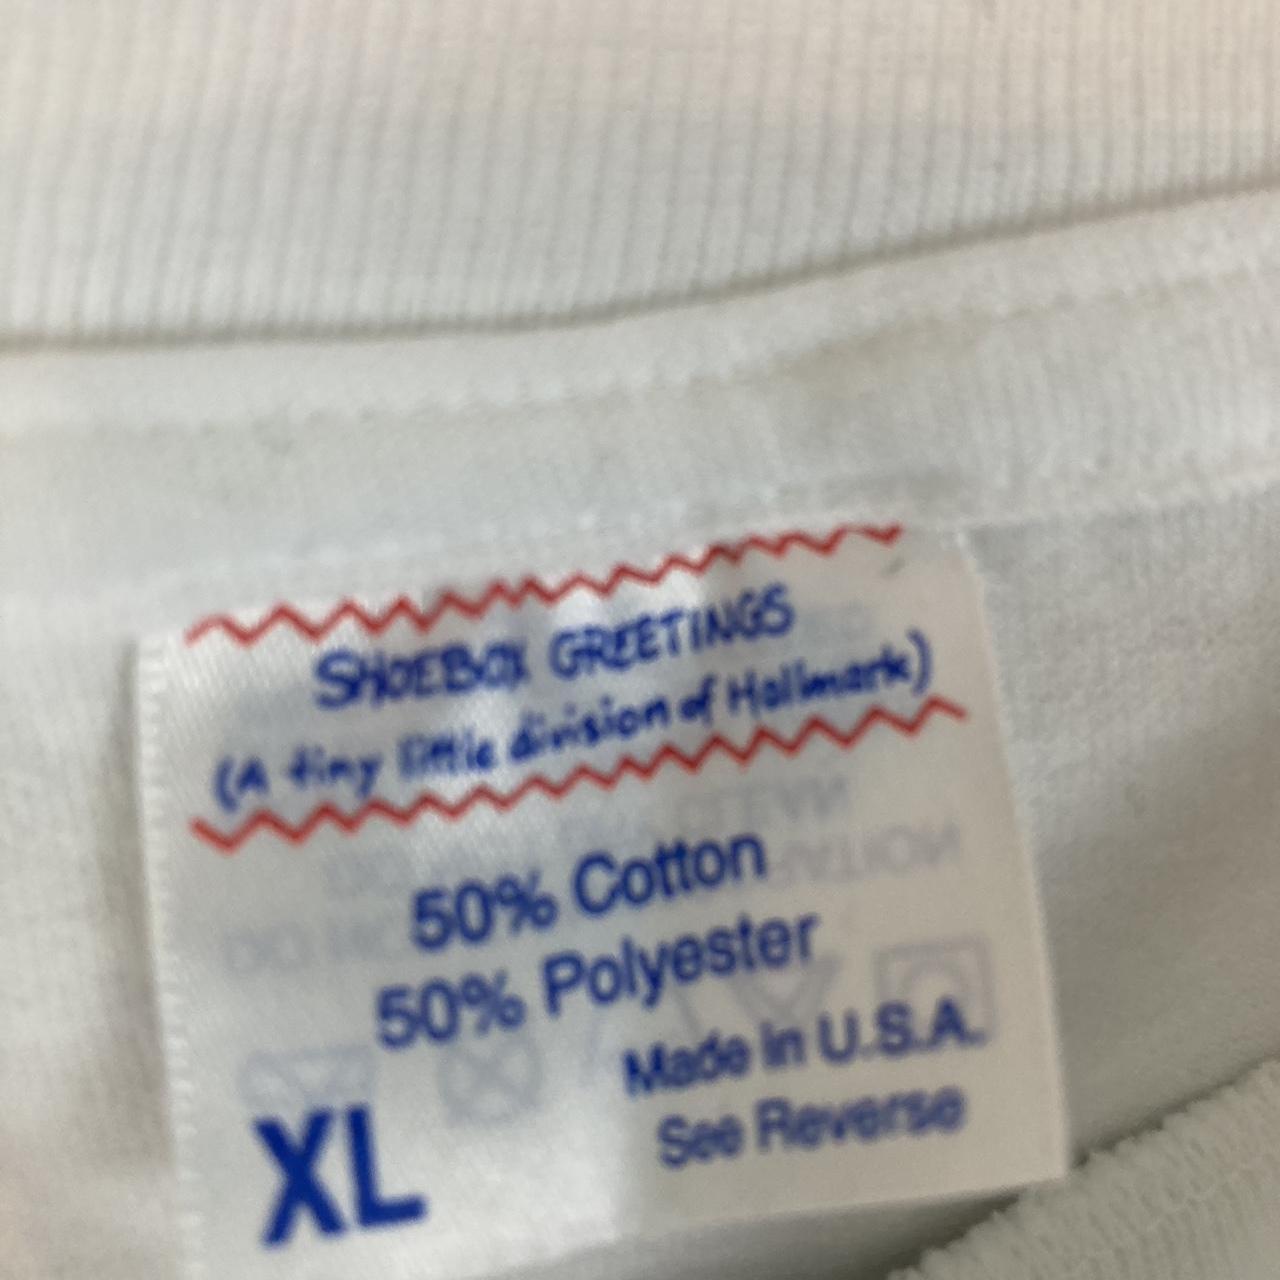 SHOEBOX GREETINGS
(A tiny little division of Hallmark)
50% Cotton
50% Polyester
Made in U.S.A.
See Reverse
XL